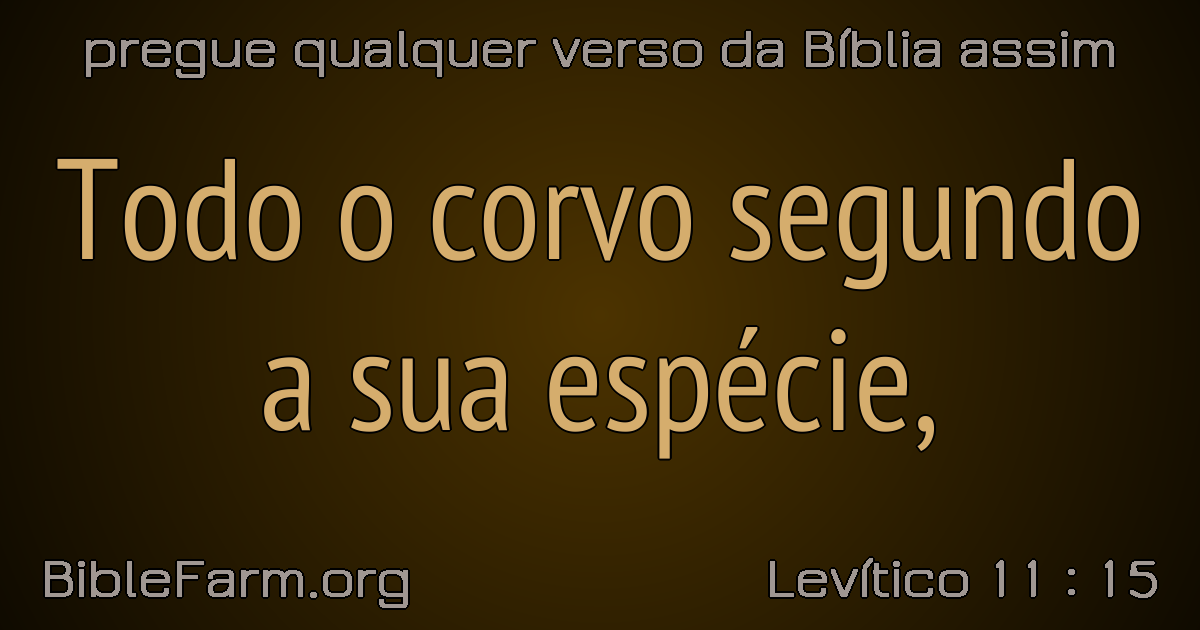 pregue qualquer verso da Bíblia assim
Todo o corvo segundo
a sua espécie,
BibleFarm.org
Levítico 11 : 15